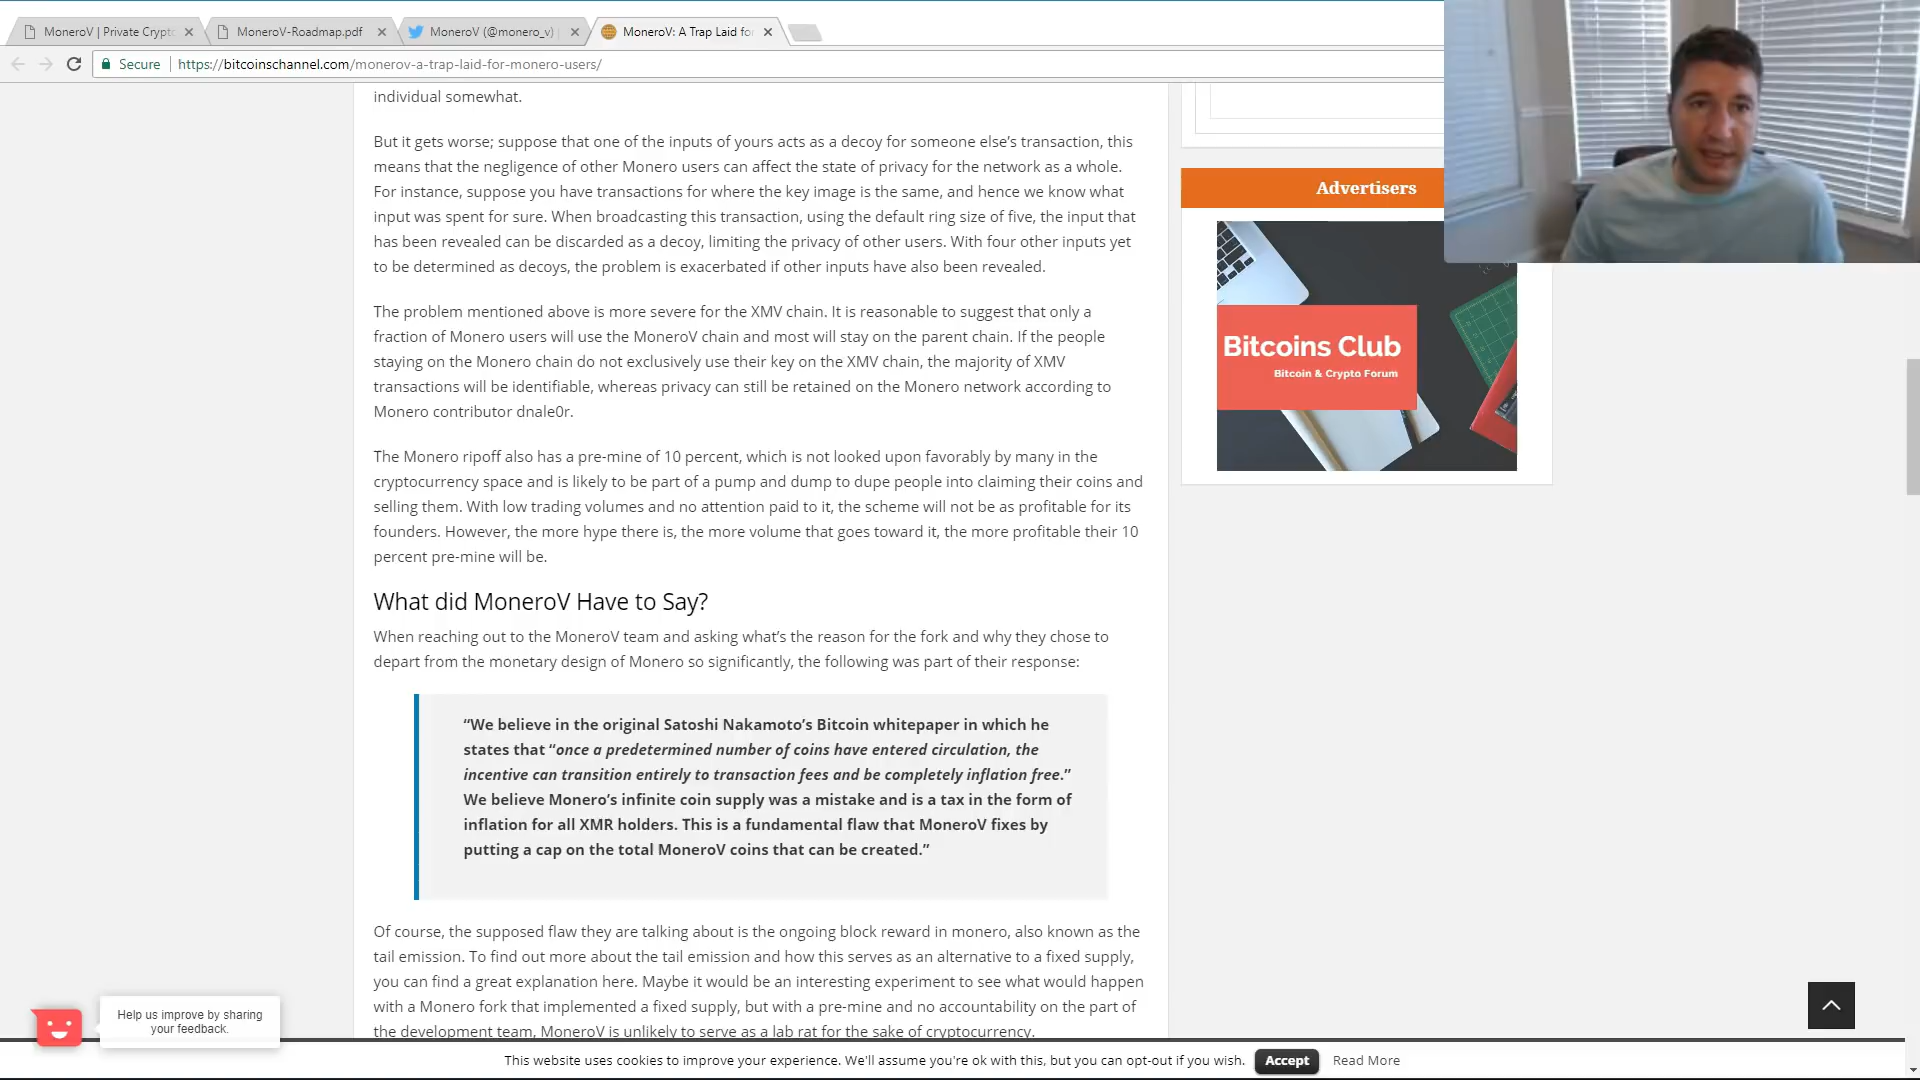 MoneroV | Private Crypto
MoneroV-Roadmap.pdf
MoneroV (@monero_v)
MoneroV: A Trap Laid for
Secure
https://bitcoinschannel.com/monerov-a-trap-laid-for-monero-users/
individual somewhat.
But it gets worse; suppose that one of the inputs of yours acts as a decoy for someone else’s transaction, this
means that the negligence of other Monero users can affect the state of privacy for the network as a whole.
For instance, suppose you have transactions for where the key image is the same, and hence we know what
input was spent for sure. When broadcasting this transaction, using the default ring size of five, the input that
has been revealed can be discarded as a decoy, limiting the privacy of other users. With four other inputs yet
to be determined as decoys, the problem is exacerbated if other inputs have also been revealed.
The problem mentioned above is more severe for the XMV chain. It is reasonable to suggest that only a
fraction of Monero users will use the MoneroV chain and most will stay on the parent chain. If the people
staying on the Monero chain do not exclusively use their key on the XMV chain, the majority of XMV
transactions will be identifiable, whereas privacy can still be retained on the Monero network according to
Monero contributor dnale0r.
The Monero ripoff also has a pre-mine of 10 percent, which is not looked upon favorably by many in the
cryptocurrency space and is likely to be part of a pump and dump to dupe people into claiming their coins and
selling them. With low trading volumes and no attention paid to it, the scheme will not be as profitable for its
founders. However, the more hype there is, the more volume that goes toward it, the more profitable their 10
percent pre-mine will be.
What did MoneroV Have to Say?
When reaching out to the MoneroV team and asking what’s the reason for the fork and why they chose to
depart from the monetary design of Monero so significantly, the following was part of their response:
“We believe in the original Satoshi Nakamoto’s Bitcoin whitepaper in which he
states that “once a predetermined number of coins have entered circulation, the
incentive can transition entirely to transaction fees and be completely inflation free.”
We believe Monero’s infinite coin supply was a mistake and is a tax in the form of
inflation for all XMR holders. This is a fundamental flaw that MoneroV fixes by
putting a cap on the total MoneroV coins that can be created.”
Of course, the supposed flaw they are talking about is the ongoing block reward in monero, also known as the
tail emission. To find out more about the tail emission and how this serves as an alternative to a fixed supply,
you can find a great explanation here. Maybe it would be an interesting experiment to see what would happen
with a Monero fork that implemented a fixed supply, but with a pre-mine and no accountability on the part of
the development team, MoneroV is unlikely to serve as a lab rat for the sake of cryptocurrency.
Advertisers
Bitcoins Club
Bitcoin & Crypto Forum
Help us improve by sharing
your feedback.
This website uses cookies to improve your experience. We'll assume you're ok with this, but you can opt-out if you wish.
Accept
Read More